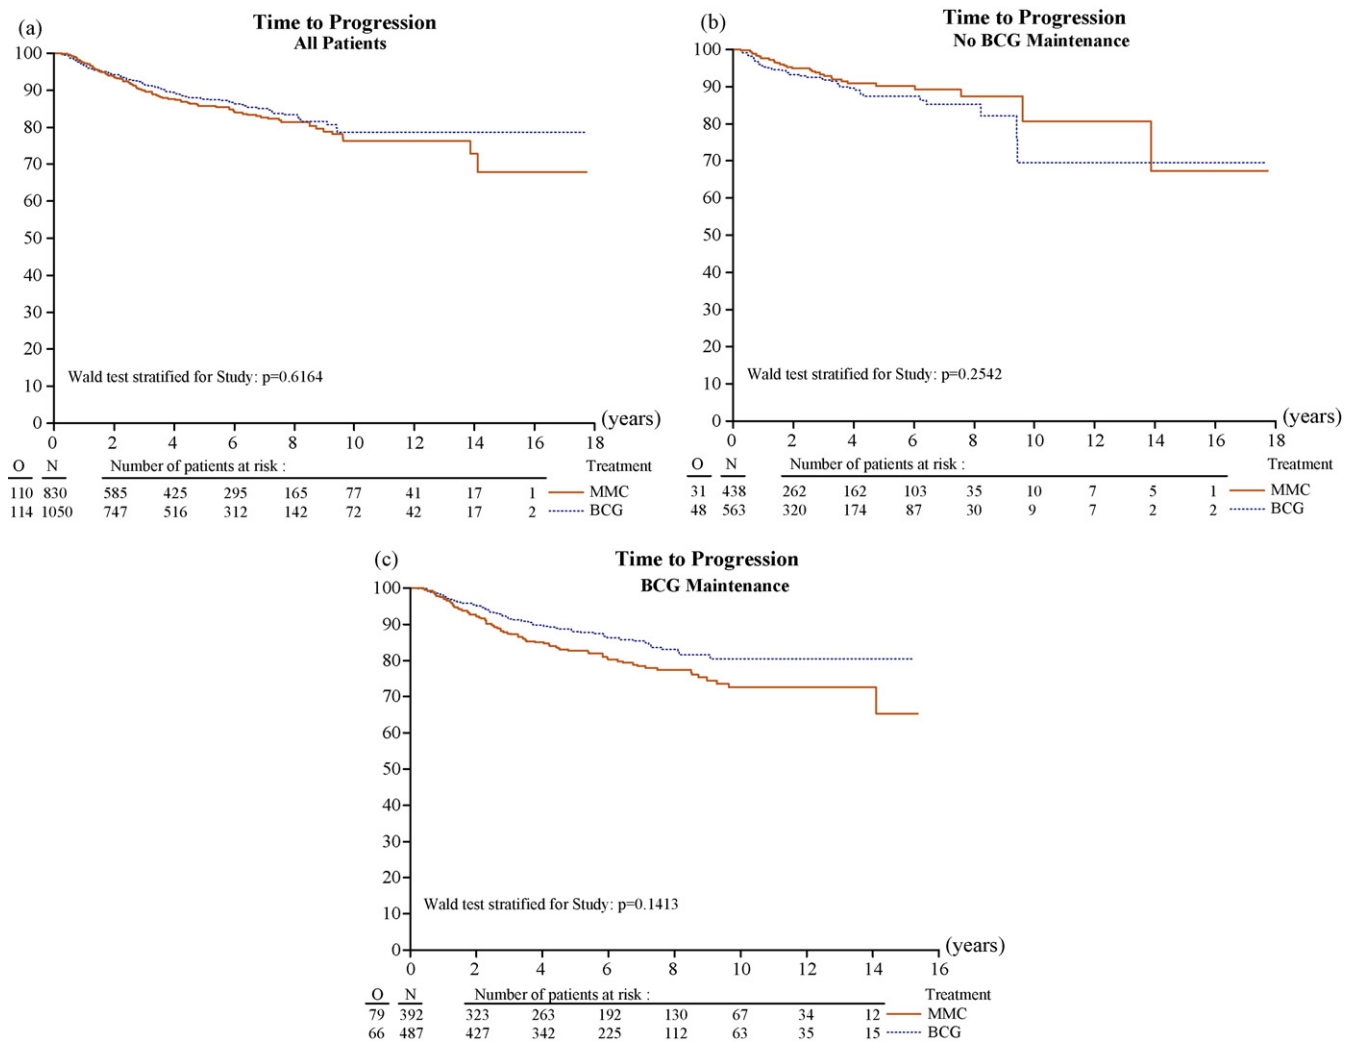 (a)
Time to Progression
All Patients
100
90
80
70
60
50
40
30
20
10
0
Wald test stratified for Study: p=0.6164
(years)
0 2 4 6 8 10 12 14 16 18
O N Number of patients at risk : Treatment
110 830 585 425 295 165 77 41 17 1 MMC
114 1050 747 516 312 142 72 42 17 2 BCG
(b)
Time to Progression
No BCG Maintenance
100
90
80
70
60
50
40
30
20
10
0
Wald test stratified for Study: p=0.2542
(years)
0 2 4 6 8 10 12 14 16 18
O N Number of patients at risk : Treatment
31 438 262 162 103 35 10 7 5 1 MMC
48 563 320 174 87 30 9 7 2 2 BCG
(c)
Time to Progression
BCG Maintenance
100
90
80
70
60
50
40
30
20
10
0
Wald test stratified for Study: p=0.1413
(years)
0 2 4 6 8 10 12 14 16
O N Number of patients at risk : Treatment
79 392 323 263 192 130 67 34 12 MMC
66 487 427 342 225 112 63 35 15 BCG